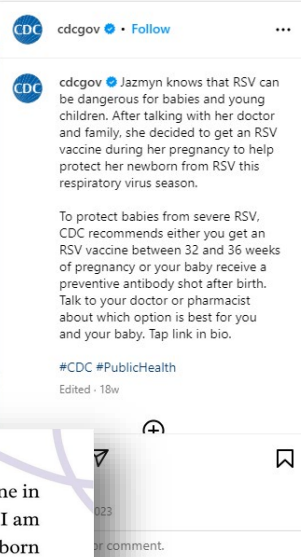 CDC
cdcgov • Follow
CDC
cdcgov Jazmyn knows that RSV can
be dangerous for babies and young
children. After talking with her doctor
and family, she decided to get an RSV
vaccine during her pregnancy to help
protect her newborn from RSV this
respiratory virus season.
To protect babies from severe RSV,
CDC recommends either you get an
RSV vaccine between 32 and 36 weeks
of pregnancy or your baby receive a
preventive antibody shot after birth.
Talk to your doctor or pharmacist
about which option is best for you
and your baby. Tap link in bio.
#CDC #PublicHealth
Edited · 18w
ne in
I am
born
023
comment.